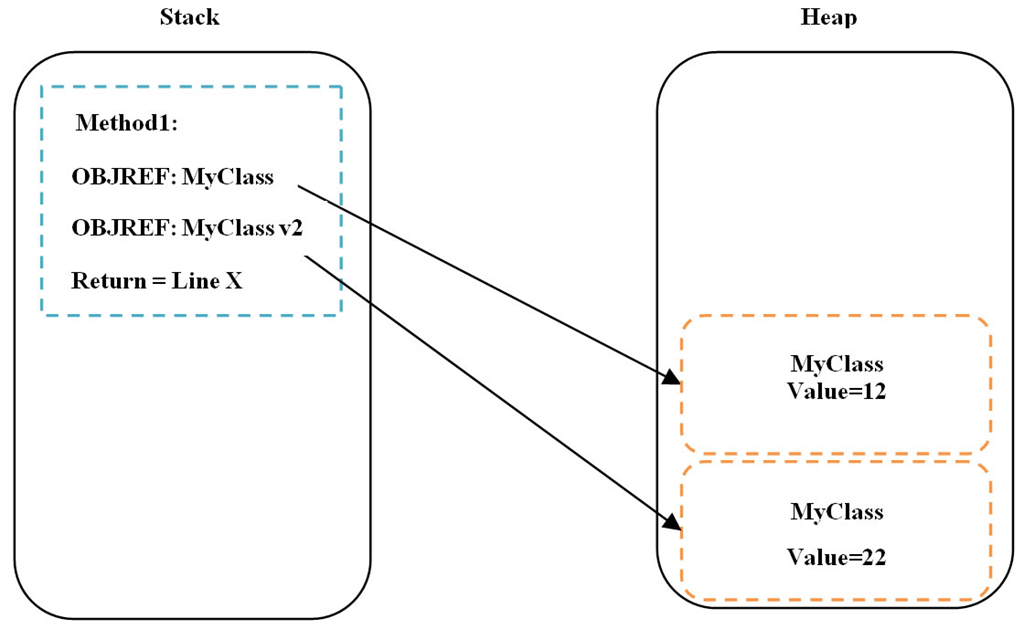 Stack
Heap
Method1:
OBJREF: MyClass
OBJREF: MyClass v2
Return = Line X
MyClass
Value=12
MyClass
Value=22